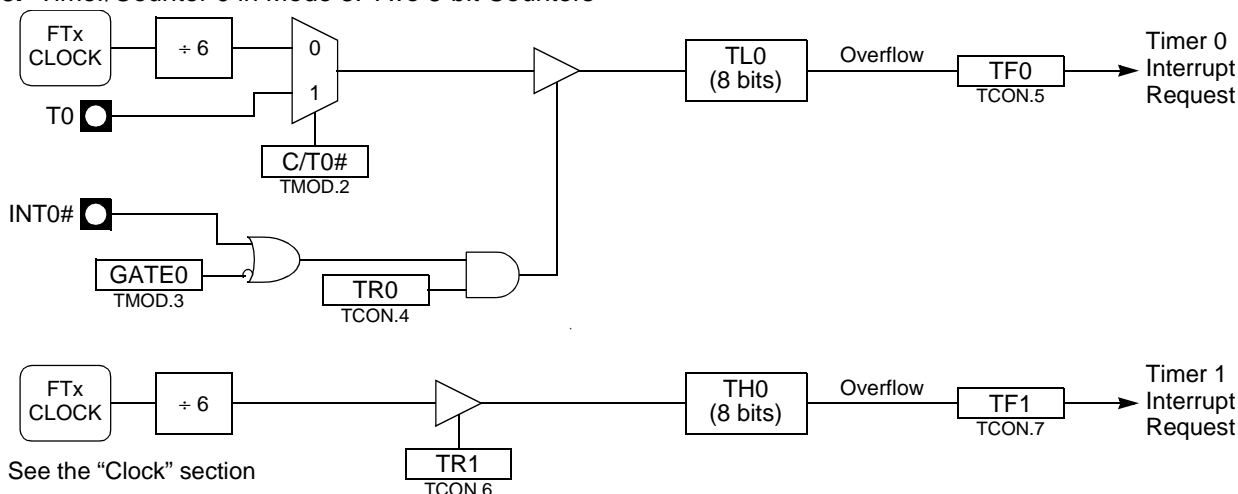 Timer/Counter 0 in Mode 3: Two 8-bit Counters
FTx
CLOCK
÷ 6
0
1
T0
C/T0#
TMOD.2
TL0
(8 bits)
Overflow
TF0
TCON.5
Timer 0
Interrupt
Request
INT0#
GATE0
TMOD.3
TR0
TCON.4
FTx
CLOCK
÷ 6
TR1
TCON.6
TH0
(8 bits)
Overflow
TF1
TCON.7
Timer 1
Interrupt
Request
See the “Clock” section